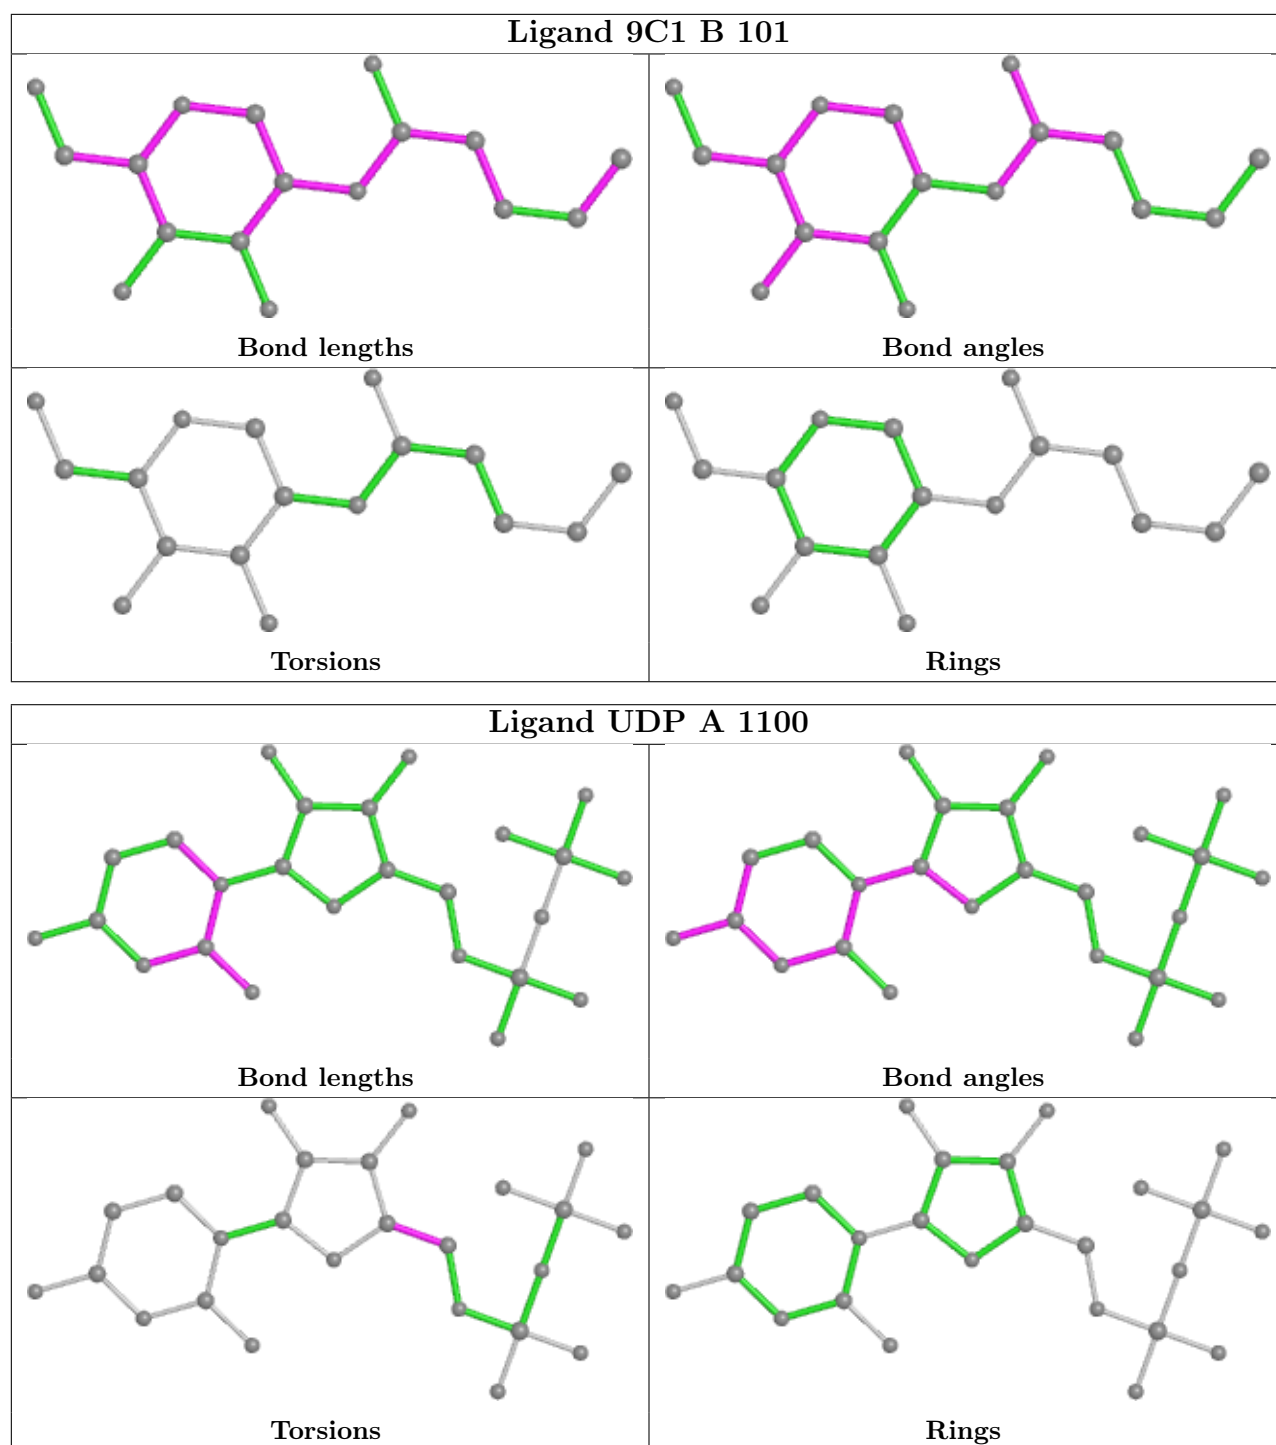 Ligand 9C1 B 101
Bond lengths
Bond angles
Torsions
Rings
Ligand UDP A 1100
Bond lengths
Bond angles
Torsions
Rings